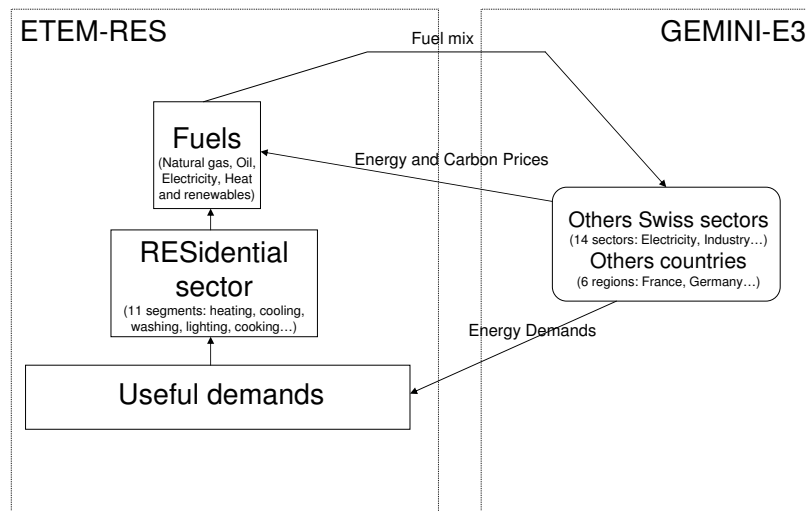 ETEM-RES
GEMINI-E3
Fuel mix
Fuels
(Natural gas, Oil,
Electricity, Heat
and renewables)
Energy and Carbon Prices
Others Swiss sectors
(14 sectors: Electricity, Industry…)
Others countries
(6 regions: France, Germany…)
RESidential
sector
(11 segments: heating, cooling,
washing, lighting, cooking…)
Energy Demands
Useful demands